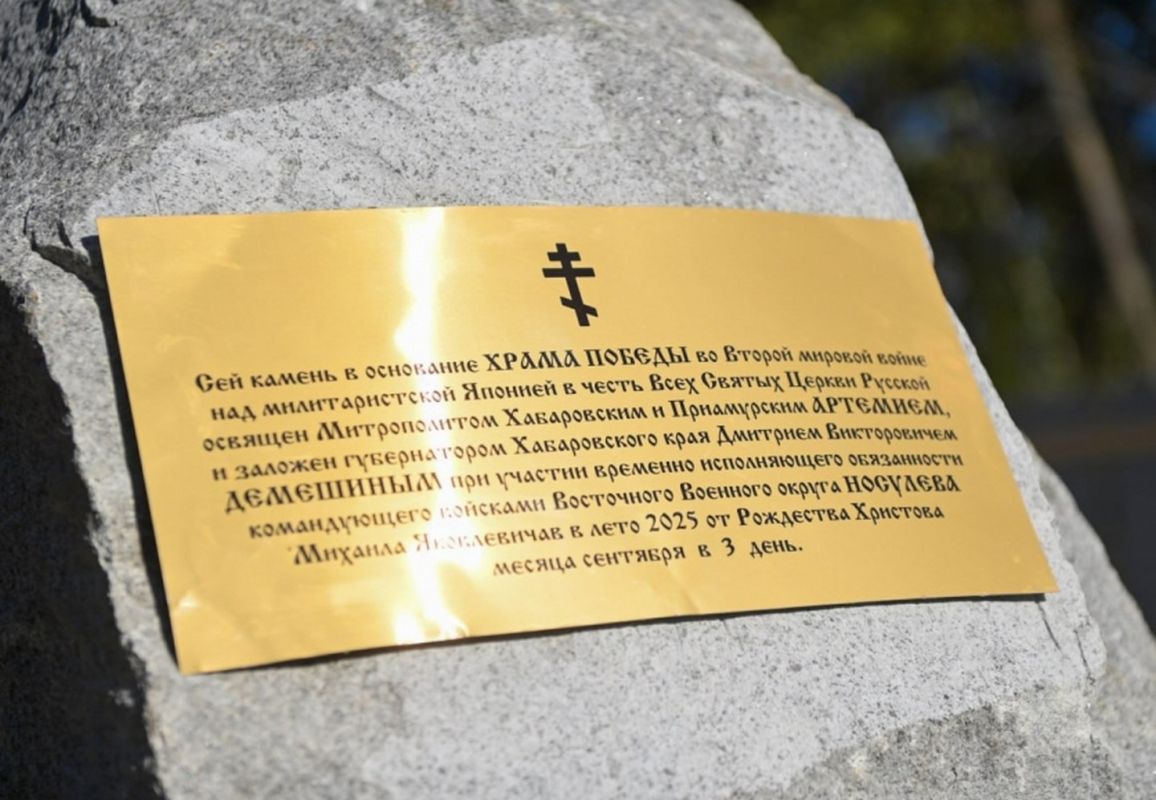 Сей камень в основание ХРАМА ПОБЕДЫ во Второй мировой войне
над милитаристской Японией в честь Всех Святых Церкви Русской
освящен Митрополитом Хабаровским и Приамурским АРТЕМИЕМ,
и заложен губернатором Хабаровского края Дмитрием Викторовичем
ДЕМЕШИНЫМ при участии временно исполняющего обязанности
командующего войсками Восточного Военного округа НОСУЛЕВА
Михаила Яковлевичав в лето 2025 от Рождества Христова
месяца сентября в 3 день.